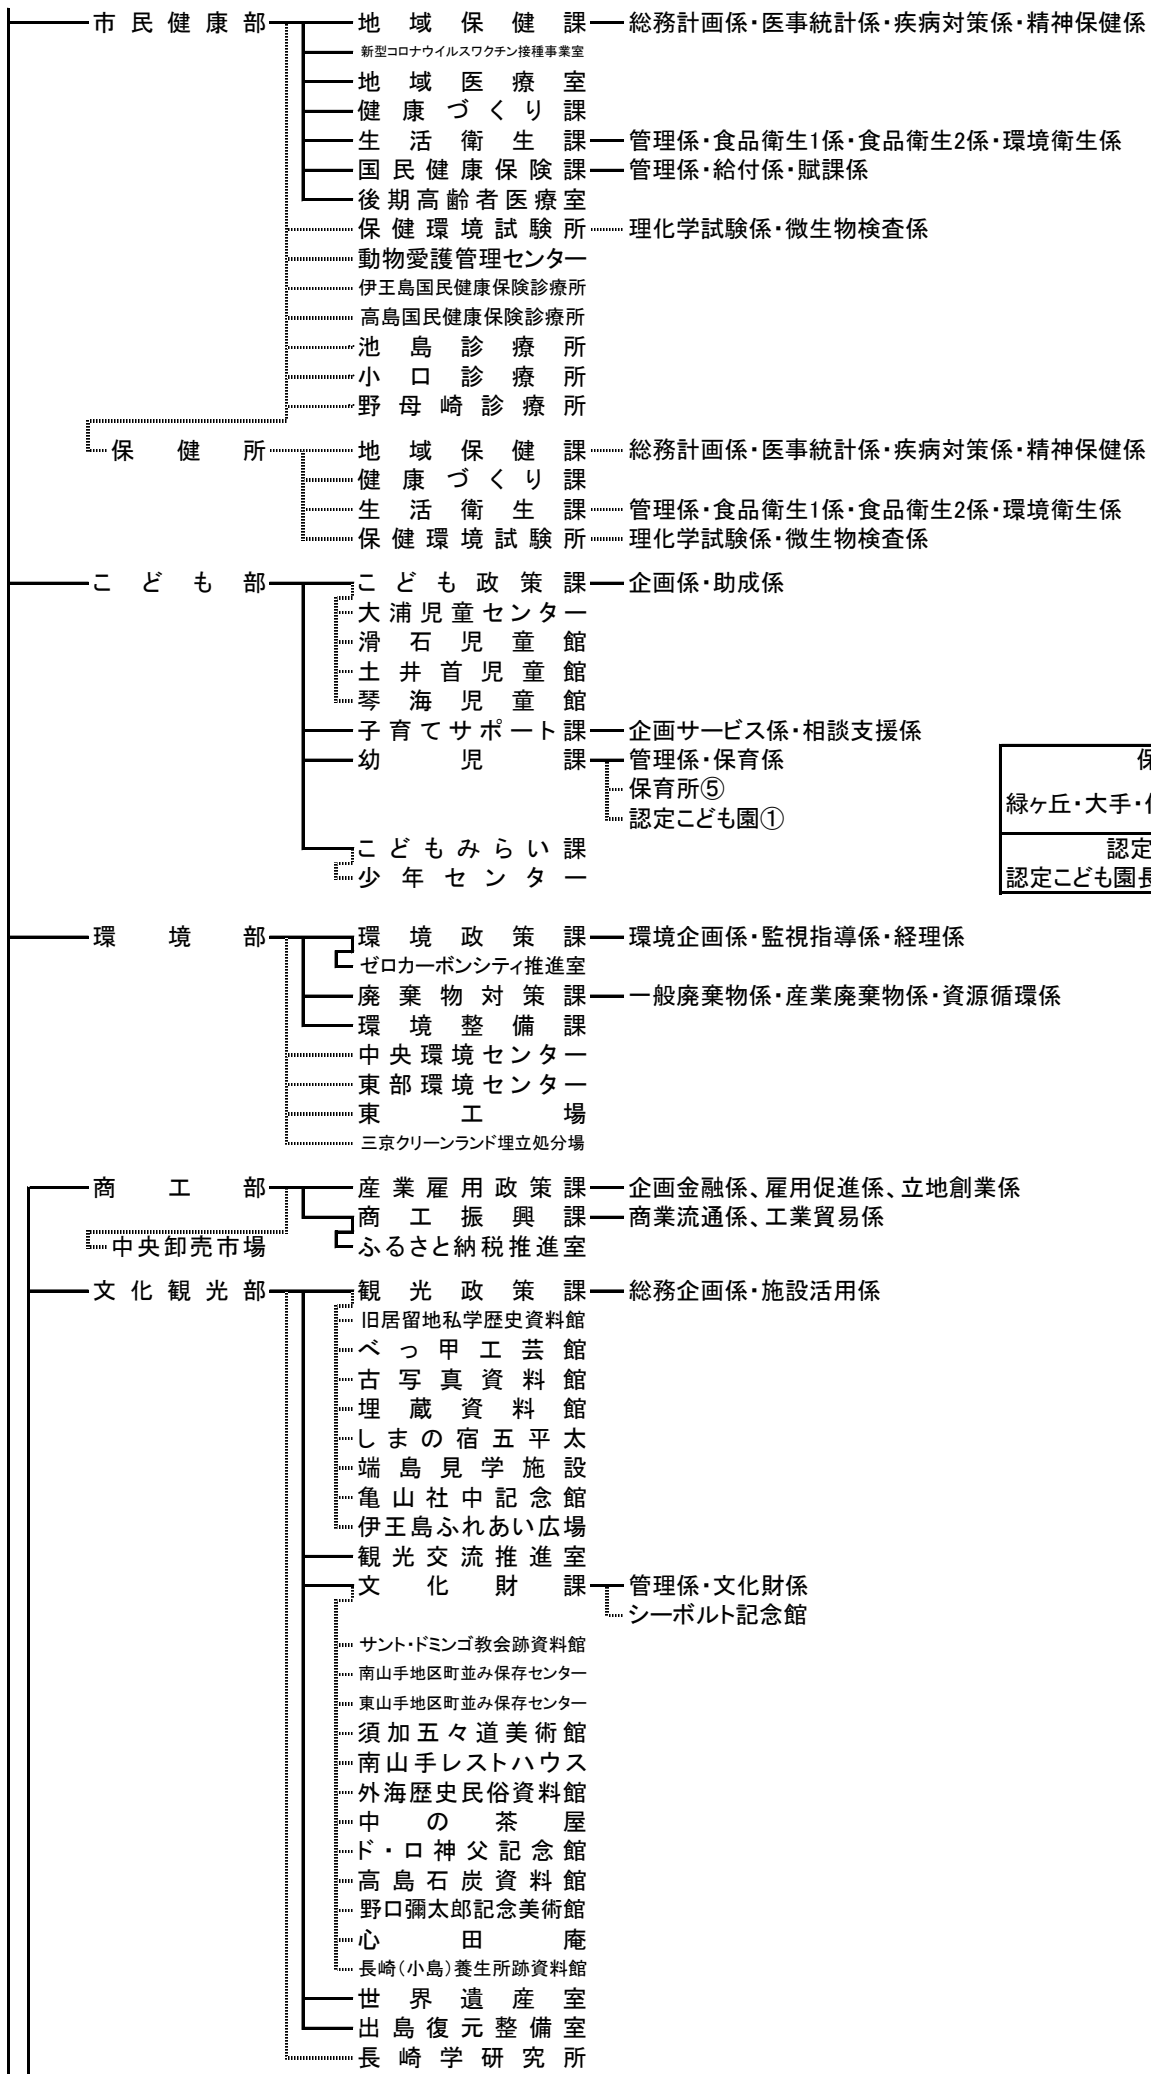 市民健康部 地域保健課 総務計画係・医事統計係・疾病対策係・精神保健係
新型コロナウイルスワクチン接種事業室
地域医療室
健康づくり課
生活衛生課 管理係・食品衛生1係・食品衛生2係・環境衛生係
国民健康保険課 管理係・給付係・賦課係
後期高齢者医療室
保健環境試験所 理化学試験係・微生物検査係
動物愛護管理センター
伊王島国民健康保険診療所
高島国民健康保険診療所
池島診療所
小口診療所
野母崎診療所
保健所 地域保健課 総務計画係・医事統計係・疾病対策係・精神保健係
健康づくり課
生活衛生課 管理係・食品衛生1係・食品衛生2係・環境衛生係
保健環境試験所 理化学試験係・微生物検査係
こども部 こども政策課 企画係・助成係
大浦児童センター
滑石児童館
土井首児童館
琴海児童館
子育てサポート課 企画サービス係・相談支援係
幼児課 管理係・保育係
保育所⑤
認定こども園①
緑ヶ丘・大手・
認定
認定こども園長
こどもみらい課
少年センター
環境部 環境政策課 環境企画係・監視指導係・経理係
ゼロカーボンシティ推進室
廃棄物対策課 一般廃棄物係・産業廃棄物係・資源循環係
環境整備課
中央環境センター
東部環境センター
東工場
三京クリーンランド埋立処分場
商工部 産業雇用政策課 企画金融係、雇用促進係、立地創業係
商工振興課 商業流通係、工業貿易係
中央卸売市場 ふるさと納税推進室
文化観光部 観光政策課 総務企画係・施設活用係
旧居留地私学歴史資料館
べっ甲工芸館
古写真資料館
埋蔵資料館
しまの宿五平太
端島見学施設
亀山社中記念館
伊王島ふれあい広場
観光交流推進室
文化財課 管理係・文化財係
シーボルト記念館
サント・ドミンゴ教会跡資料館
南山手地区町並み保存センター
東山手地区町並み保存センター
須加五々道美術館
南山手レストハウス
外海歴史民俗資料館
中の茶屋
ド・ロ神父記念館
高島石炭資料館
野口彌太郎記念美術館
心田庵
長崎(小島)養生所跡資料館
世界遺産室
出島復元整備室
長崎学研究所